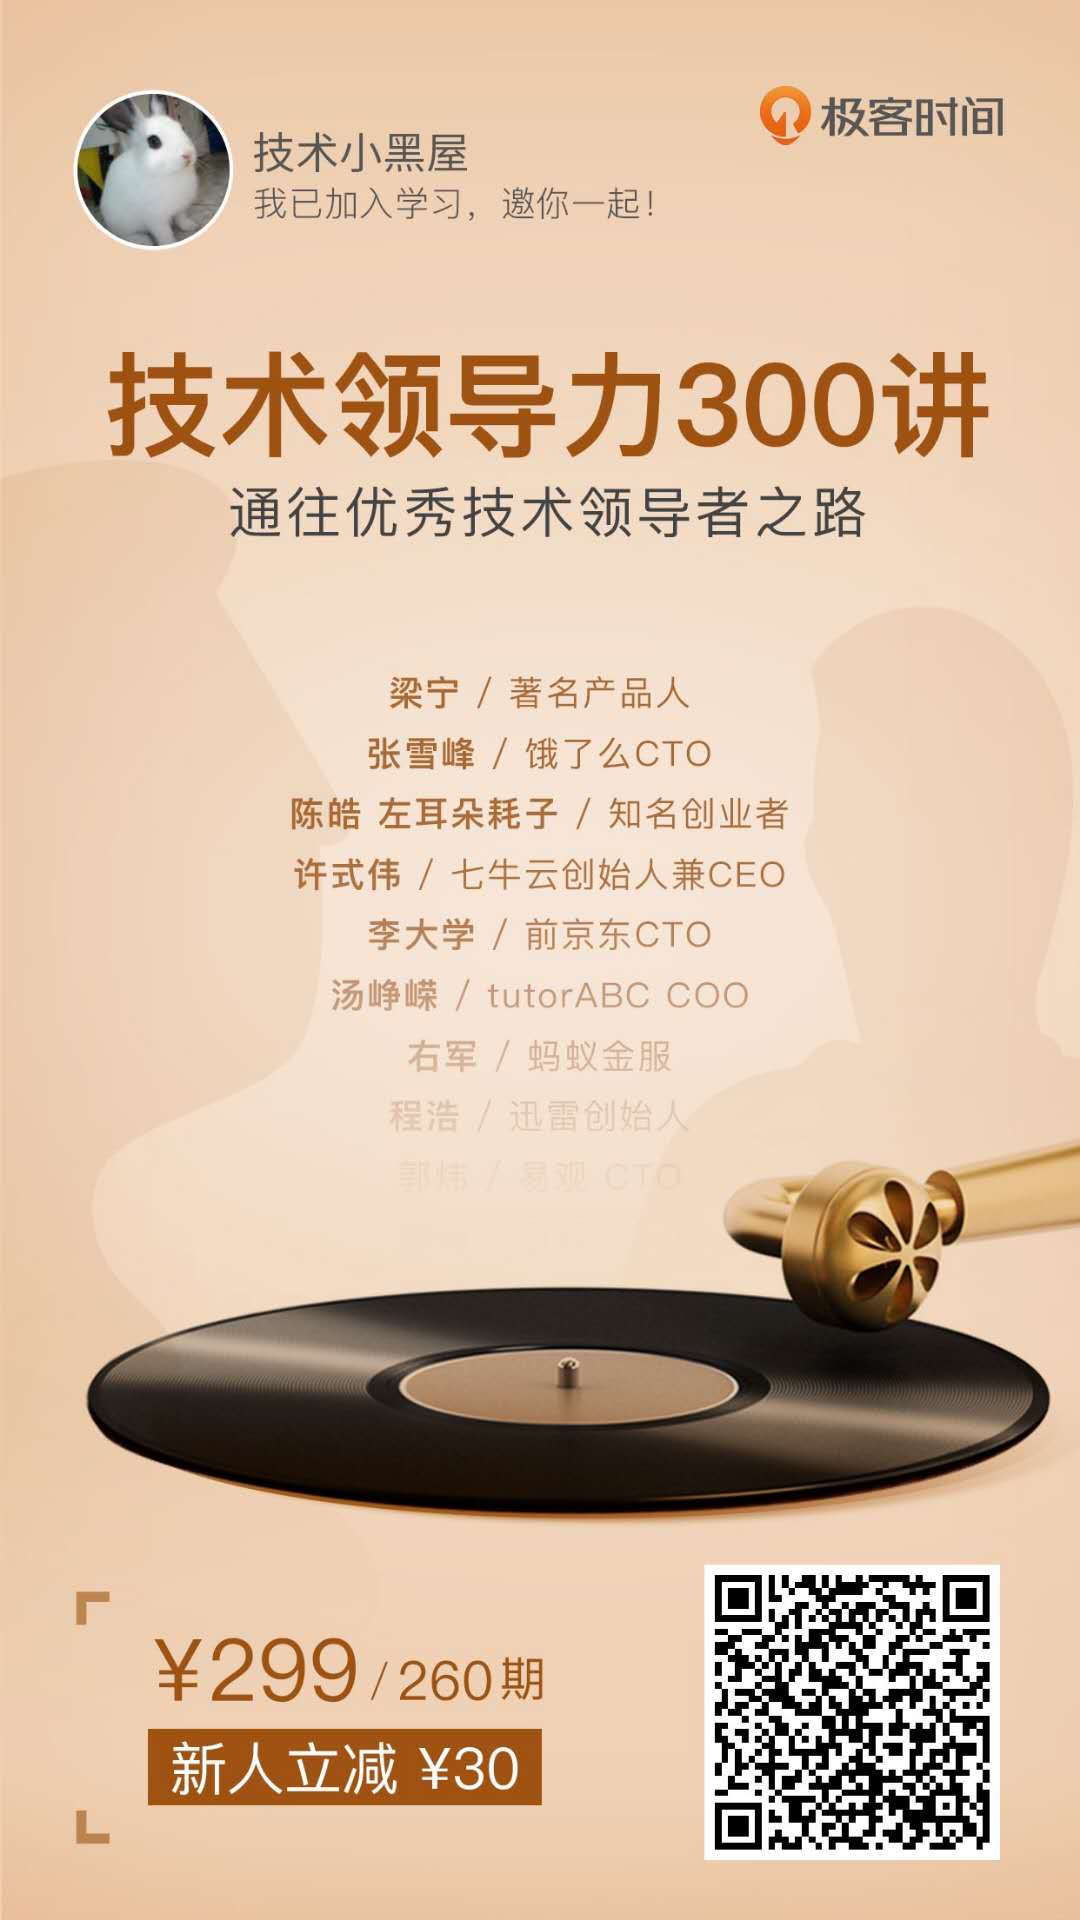 极客时间
技术小黑屋
我已加入学习，邀你一起！
技术领导力300讲
通往优秀技术领导者之路
梁宁 / 著名产品人
张雪峰 / 饿了么CTO
陈皓 左耳朵耗子 / 知名创业者
许式伟 / 七牛云创始人兼CEO
李大学 / 前京东CTO
汤峥嵘 / tutorABC COO
右军 / 蚂蚁金服
程浩 / 迅雷创始人
郭炜 / 易观 CTO
¥299 / 260期
新人立减 ¥30